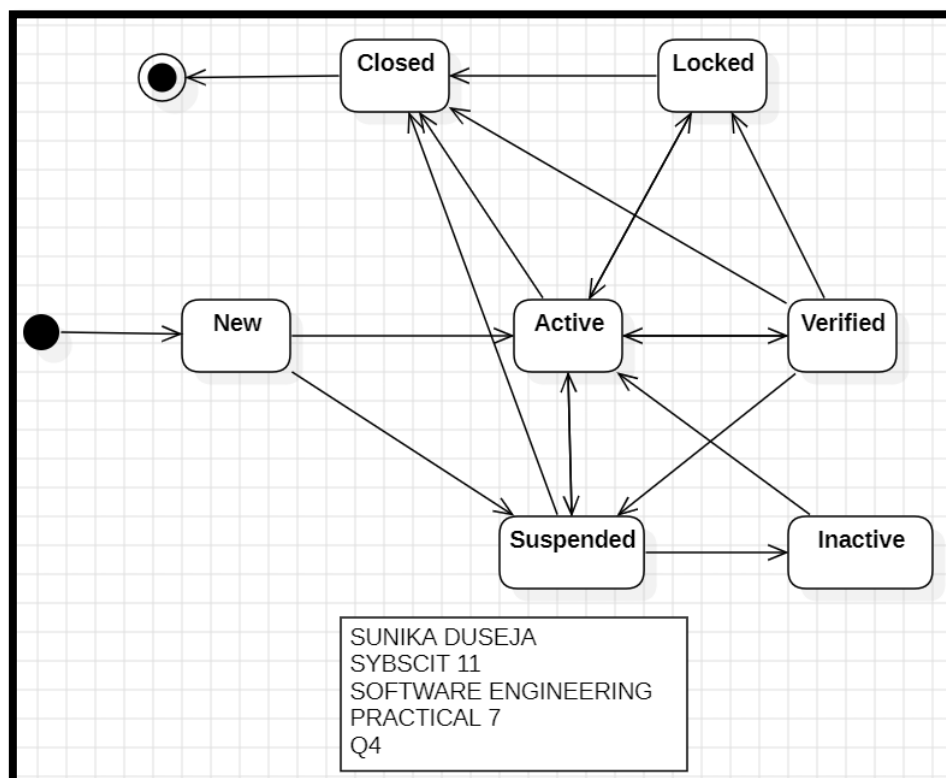 Closed
Locked
New
Active
Verified
Suspended
Inactive
SUNIKA DUSEJA
SYBSCIT 11
SOFTWARE ENGINEERING
PRACTICAL 7
Q4